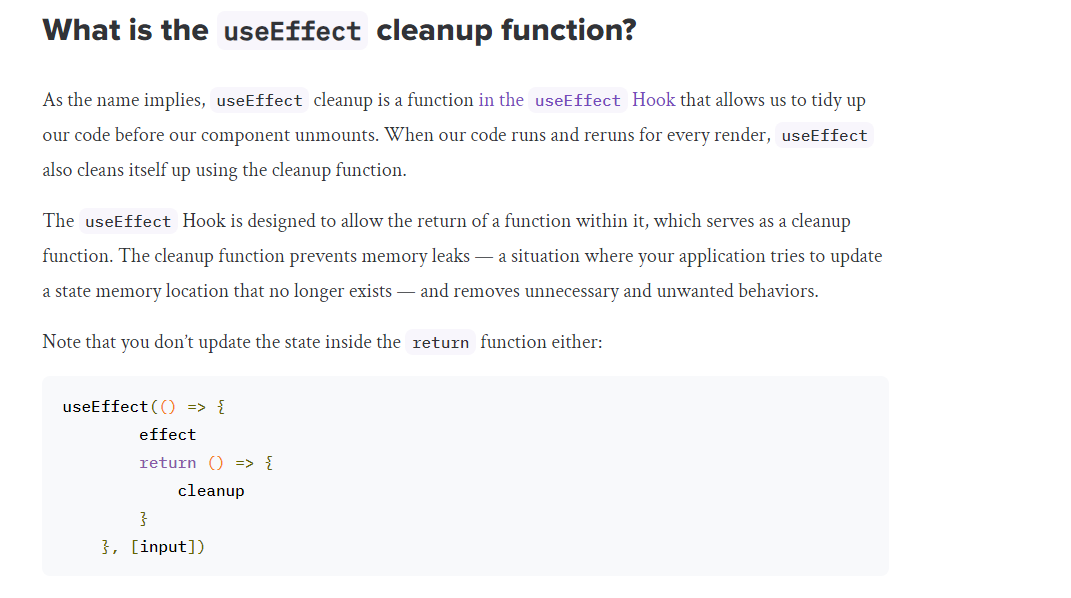 What is the useEffect cleanup function?
As the name implies, useEffect cleanup is a function in the useEffect Hook that allows us to tidy up
our code before our component unmounts. When our code runs and reruns for every render, useEffect
also cleans itself up using the cleanup function.
The useEffect Hook is designed to allow the return of a function within it, which serves as a cleanup
function. The cleanup function prevents memory leaks — a situation where your application tries to update
a state memory location that no longer exists — and removes unnecessary and unwanted behaviors.
Note that you don’t update the state inside the return function either:
useEffect(() => {
        effect
        return () => {
            cleanup
        }
    }, [input])